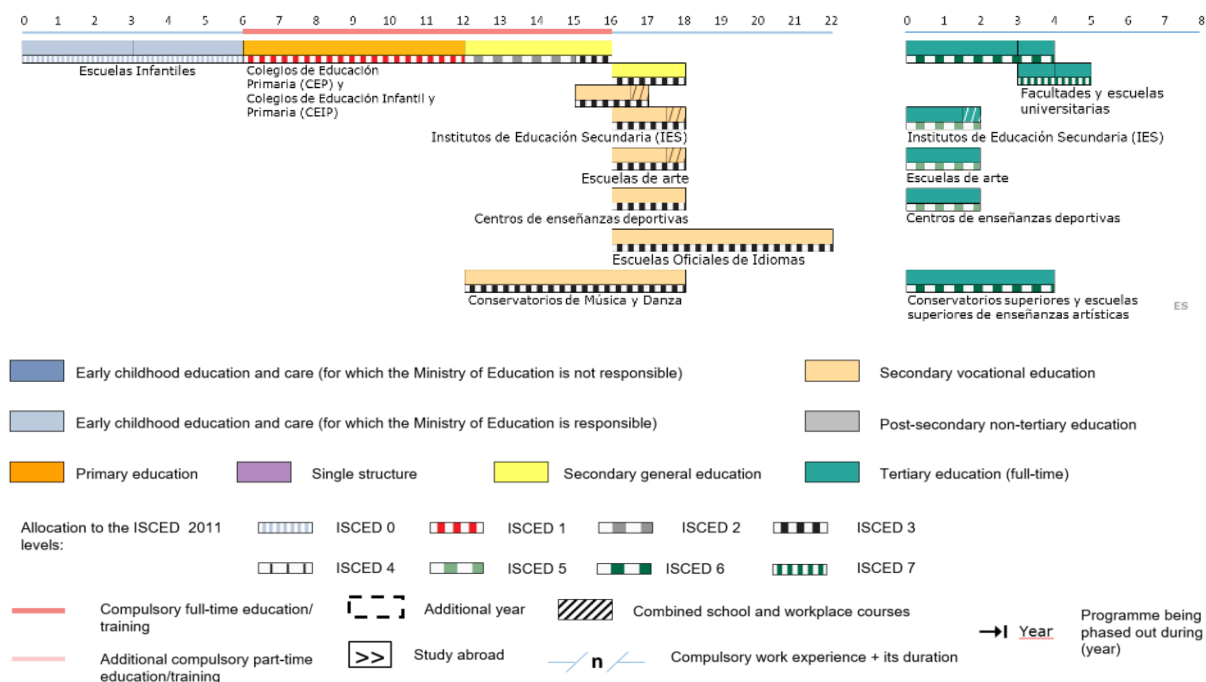 0 1 2 3 4 5 6 7 8 9 10 11 12 13 14 15 16 17 18 19 20 21 22
0 1 2 3 4 5 6 7 8
Escuelas Infantiles
Colegios de Educación
Primaria (CEP) y
Colegios de Educación Infantil y
Primaria (CEIP)
Facultades y escuelas
universitarias
Institutos de Educación Secundaria (IES)
Institutos de Educación Secundaria (IES)
Escuelas de arte
Escuelas de arte
Centros de enseñanzas deportivas
Centros de enseñanzas deportivas
Escuelas Oficiales de Idiomas
Conservatorios de Música y Danza
Conservatorios superiores y escuelas
superiores de enseñanzas artísticas
ES
Early childhood education and care (for which the Ministry of Education is not responsible)
Secondary vocational education
Early childhood education and care (for which the Ministry of Education is responsible)
Post-secondary non-tertiary education
Primary education
Single structure
Secondary general education
Tertiary education (full-time)
Allocation to the ISCED 2011
levels:
ISCED 0
ISCED 1
ISCED 2
ISCED 3
ISCED 4
ISCED 5
ISCED 6
ISCED 7
Compulsory full-time education/
training
Additional year
Combined school and workplace courses
Year
Programme being
phased out during
(year)
Additional compulsory part-time
education/training
>>
Study abroad
n
Compulsory work experience + its duration